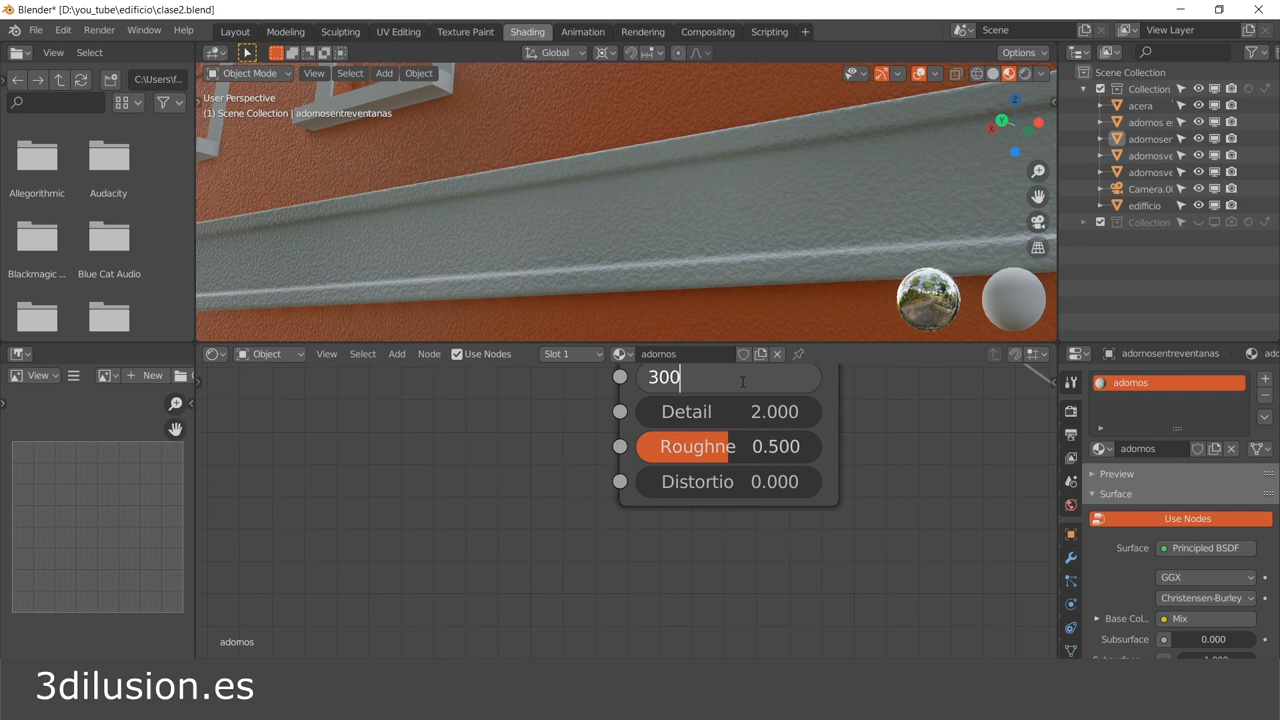 Blender* [D:\you_tube\edificio\clase2.blend]
File Edit Render Window Help
Layout Modeling Sculpting UV Editing Texture Paint Shading Animation Rendering Compositing Scripting +
Scene
View Layer
View Select
Global
Options
Object Mode View Select Add Object
C:\Users\f...
User Perspective
(1) Scene Collection | adornosentreventanas
Allegorithmic Audacity
Blackmagic ... Blue Cat Audio
X Y Z
Scene Collection
Collection
acera
adornos e
adornoser
adornosve
adornosve
Camera.0
edifficio
Collection
Object View Select Add Node Use Nodes Slot 1 adornos
View + New
300
Detail 2.000
Roughne 0.500
Distortio 0.000
adornos
adornosentreventanas
adornos
adornos
Preview
Surface
Use Nodes
Surface Principled BSDF
GGX
Christensen-Burley
Base Col... Mix
Subsurface 0.000
3dilusion.es